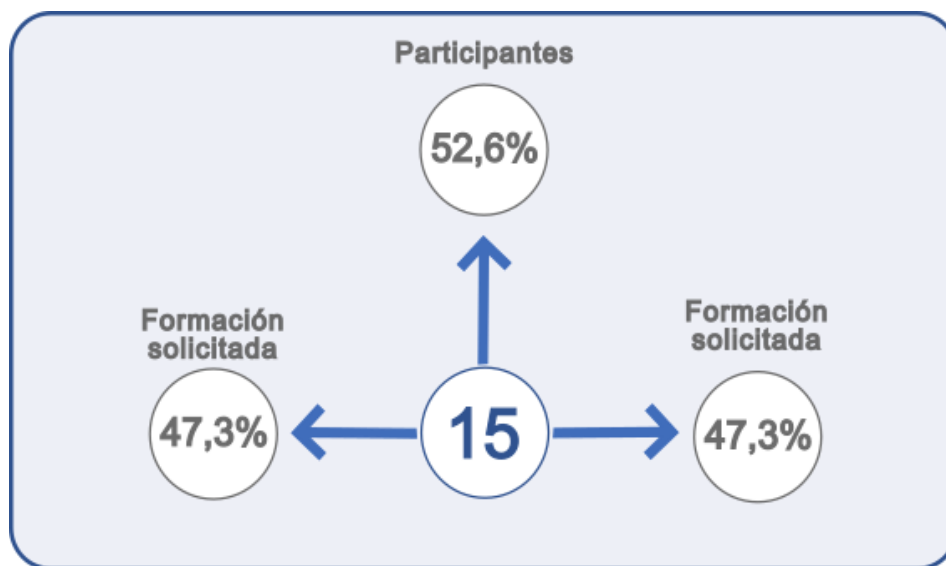 Participantes
52,6%
Formación
solicitada
47,3%
15
Formación
solicitada
47,3%